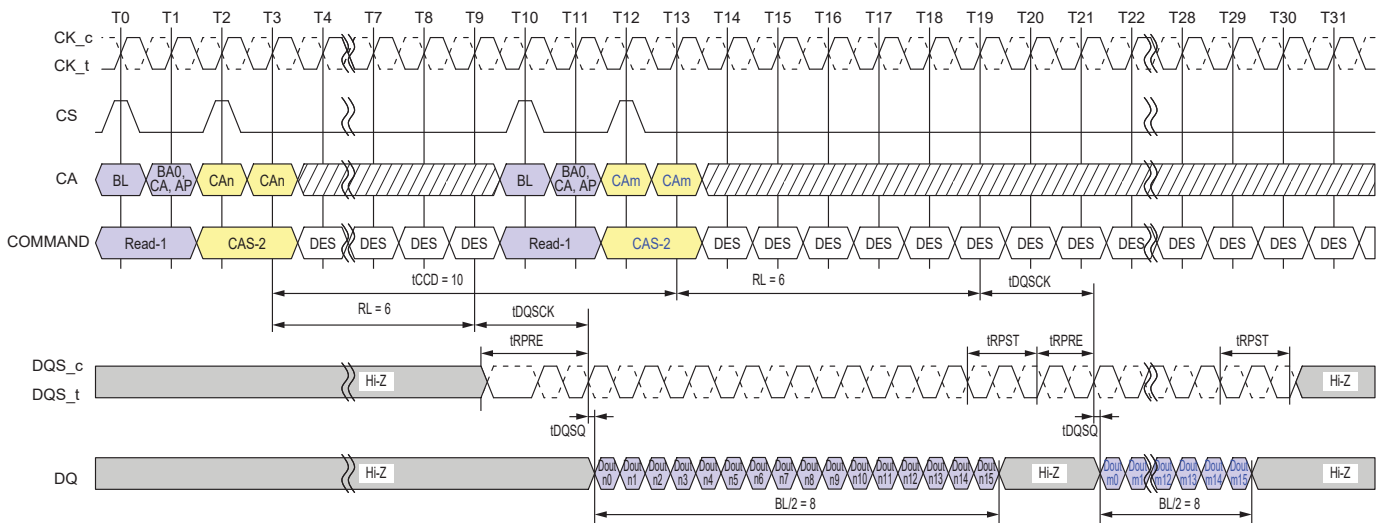 T0 T1 T2 T3 T4 T7 T8 T9 T10 T11 T12 T13 T14 T15 T16 T17 T18 T19 T20 T21 T22 T28 T29 T30 T31
CK_c
CK_t
CS
CA BL BA0, CA, AP CAn CAn BL BA0, CA, AP CAm CAm
COMMAND Read-1 CAS-2 DES DES DES DES Read-1 CAS-2 DES DES DES DES DES DES DES DES DES DES DES DES DES
tCCD = 10 RL = 6 tDQSCK
RL = 6 tDQSCK
tRPRE tRPST tRPRE tRPST
DQS_c
DQS_t
Hi-Z Hi-Z
tDQSQ tDQSQ
DQ Hi-Z Dout n0 Dout n1 Dout n2 Dout n3 Dout n4 Dout n5 Dout n6 Dout n7 Dout n8 Dout n9 Dout n10 Dout n11 Dout n12 Dout n13 Dout n14 Dout n15 Hi-Z Dout m0 Dout m1 Dout m12 Dout m13 Dout m14 Dout m15 Hi-Z
BL/2 = 8 BL/2 = 8